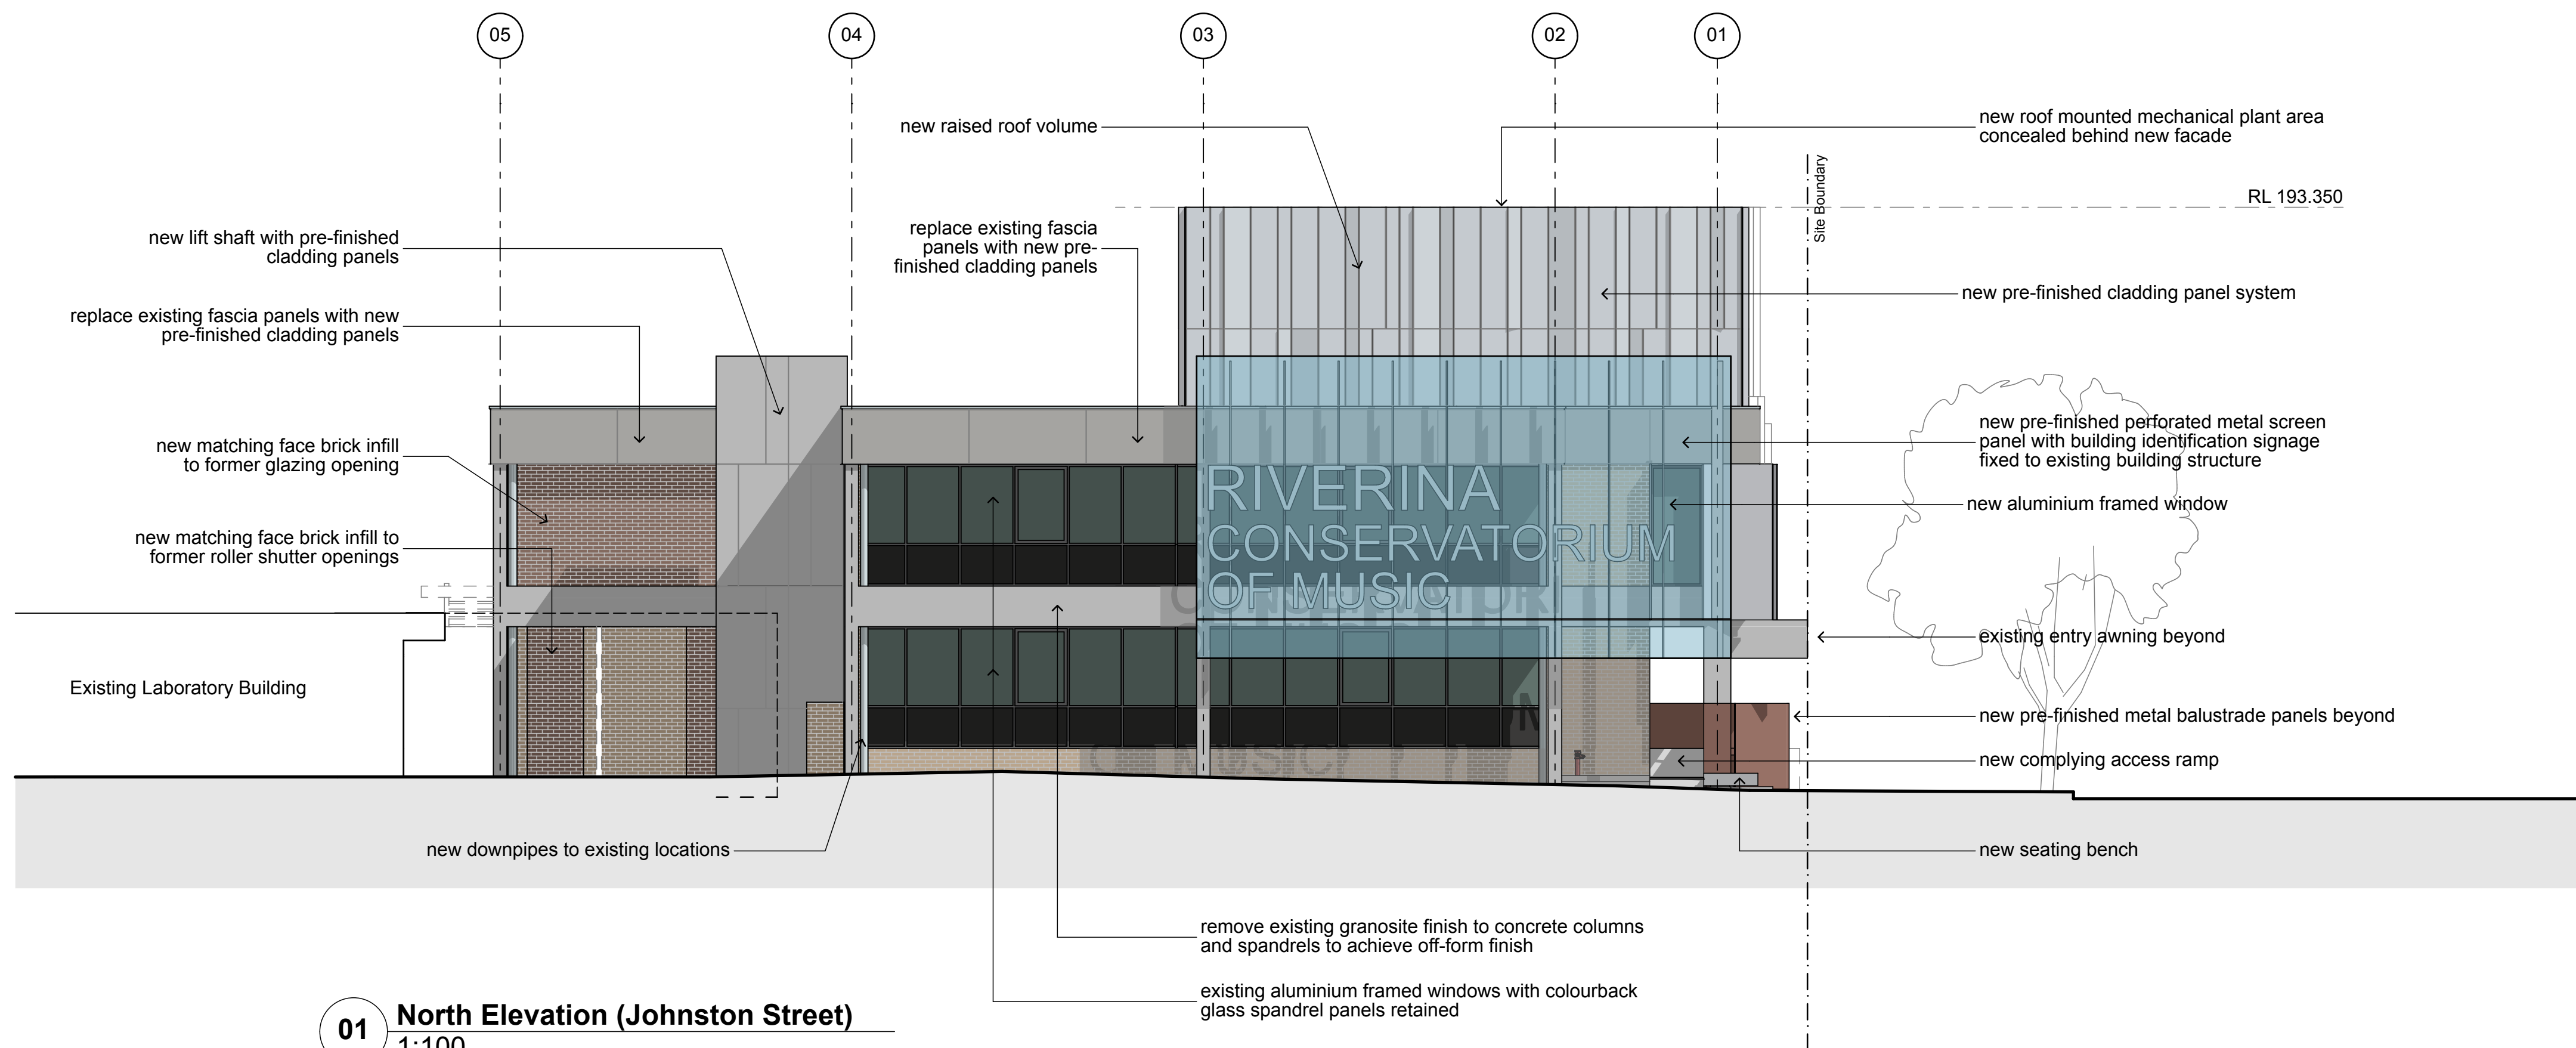 05
04
03
02
01
new raised roof volume
new roof mounted mechanical plant area
concealed behind new facade
Site Boundary
RL 193.350
new lift shaft with pre-finished
cladding panels
replace existing fascia
panels with new pre-
finished cladding panels
new pre-finished cladding panel system
replace existing fascia panels with new
pre-finished cladding panels
new matching face brick infill
to former glazing opening
new pre-finished perforated metal screen
panel with building identification signage
fixed to existing building structure
RIVERINA
CONSERVATORIUM
OF MUSIC
new aluminium framed window
new matching face brick infill to
former roller shutter openings
existing entry awning beyond
Existing Laboratory Building
new pre-finished metal balustrade panels beyond
new complying access ramp
new downpipes to existing locations
new seating bench
remove existing granosite finish to concrete columns
and spandrels to achieve off-form finish
existing aluminium framed windows with colourback
glass spandrel panels retained
01
North Elevation (Johnston Street)
1:100